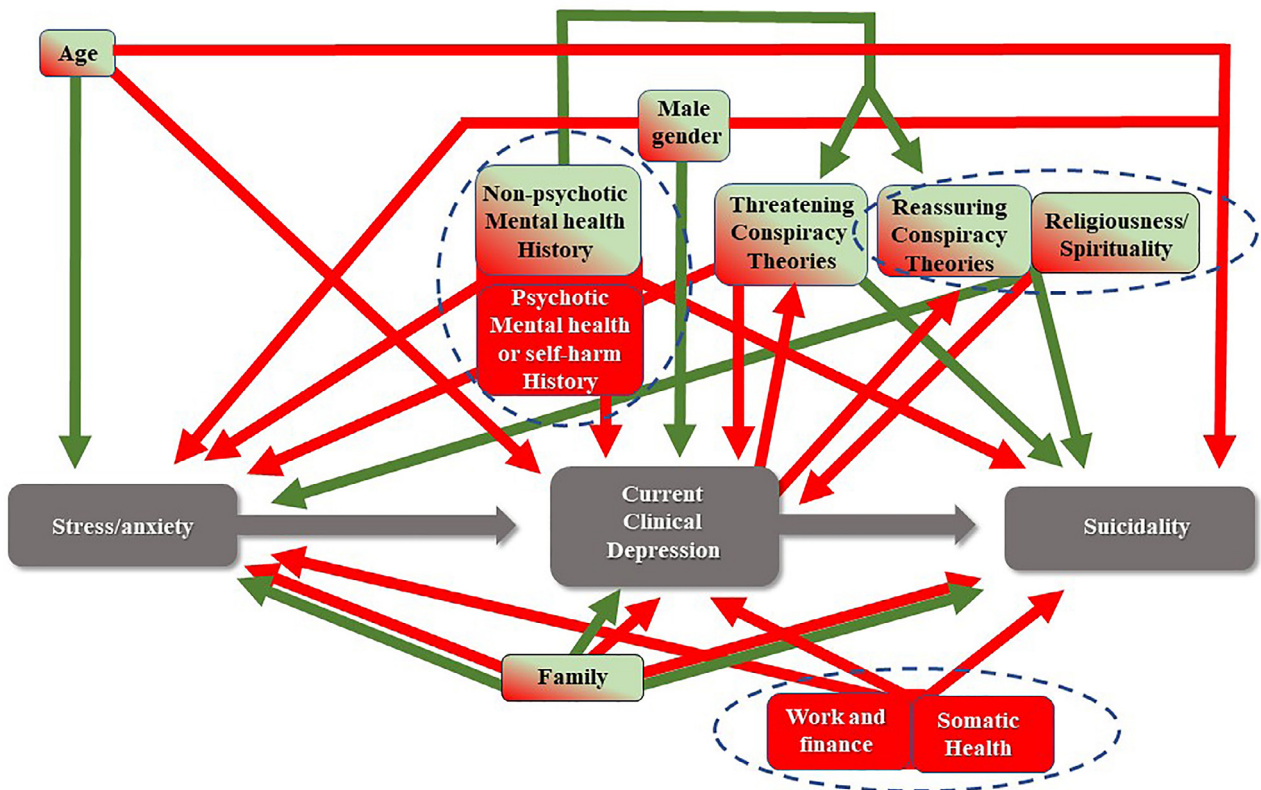 Age
Male
gender
Non-psychotic
Mental health
History
Threatening
Conspiracy
Theories
Reassuring
Conspiracy
Theories
Religiousness/
Spirituality
Psychotic
Mental health
or self-harm
History
Stress/anxiety
Current
Clinical
Depression
Suicidality
Family
Work and
finance
Somatic
Health